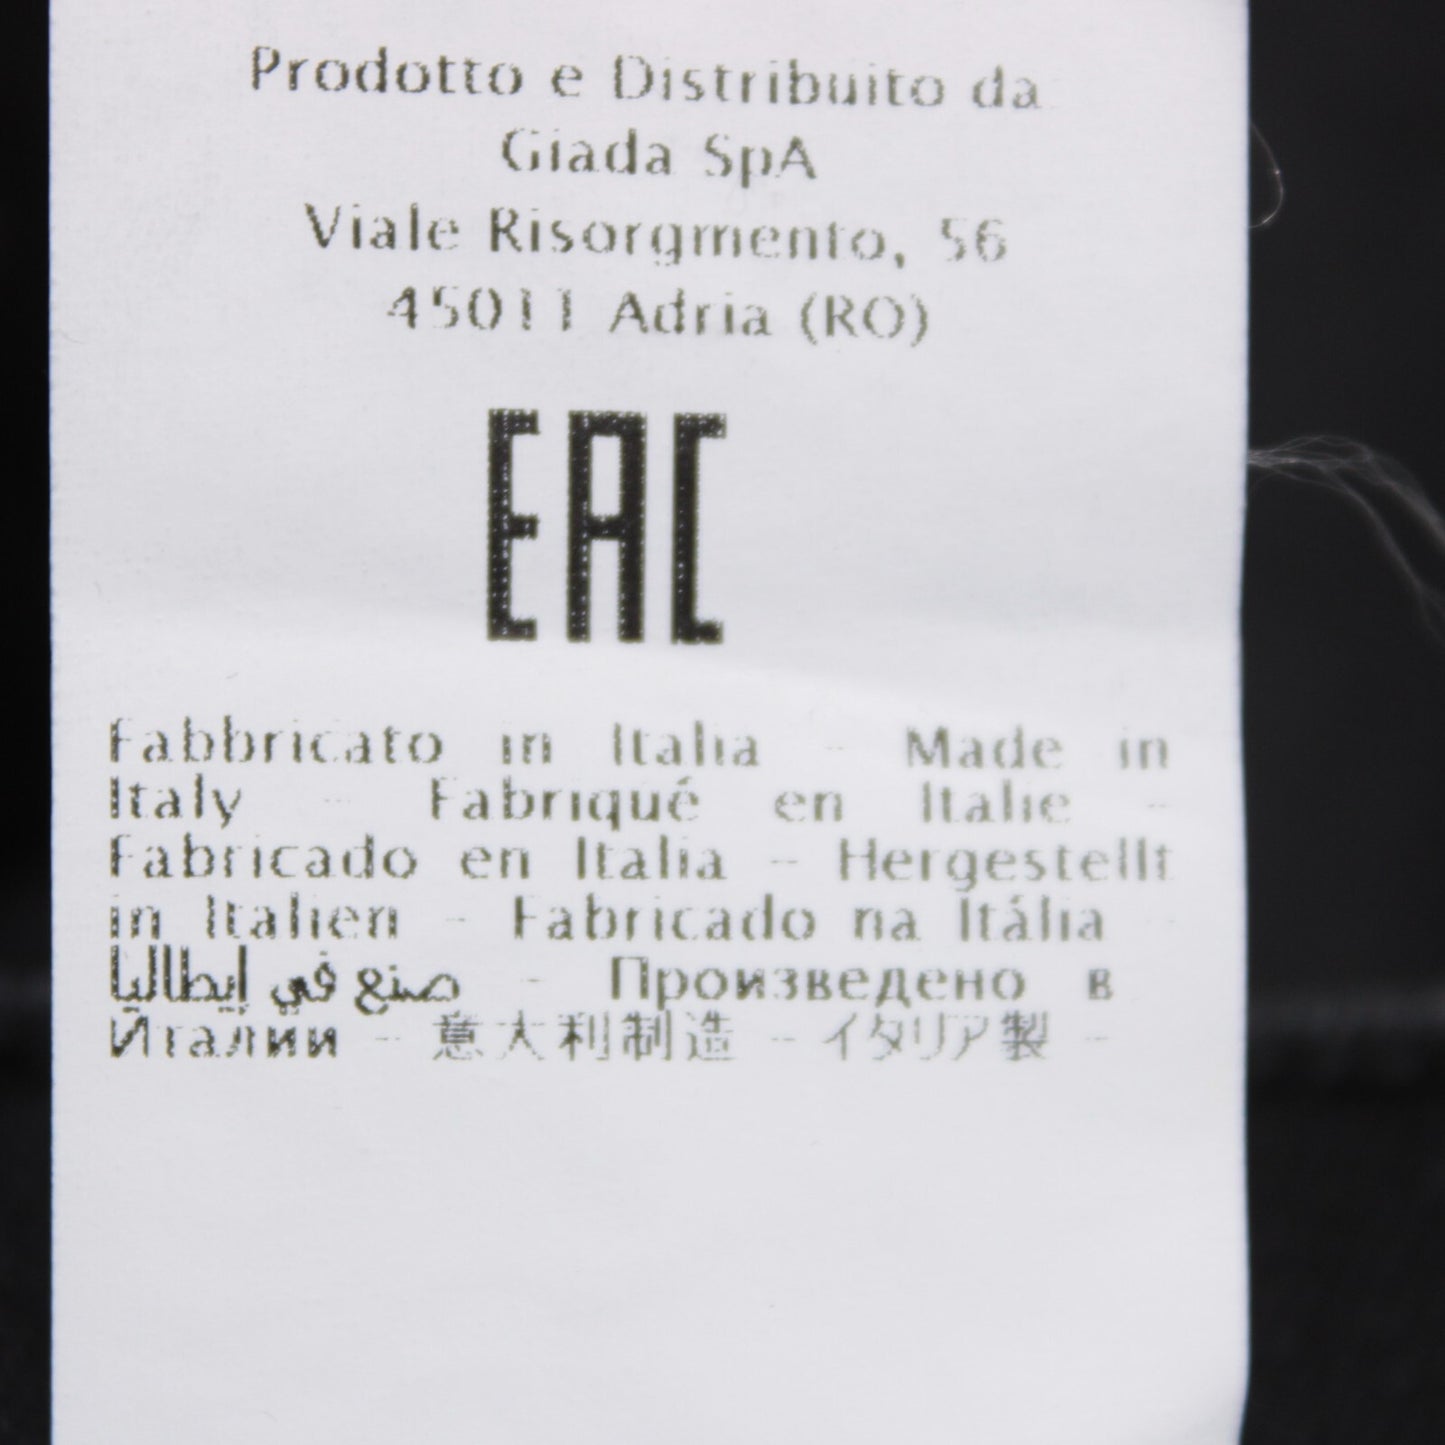 Prodotto e Distribuito da
Giada SpA
Viale Risorgmento, 56
45011 Adria (RO)
EAC
Fabbricato in Italia - Made in
Italy - Fabriqué en Italie -
Fabricado en Italia - Hergestellt
in Italien - Fabricado na Itália -
صنع في إيطاليا - Произведено в
Италии - 意大利制造 - イタリア製 -